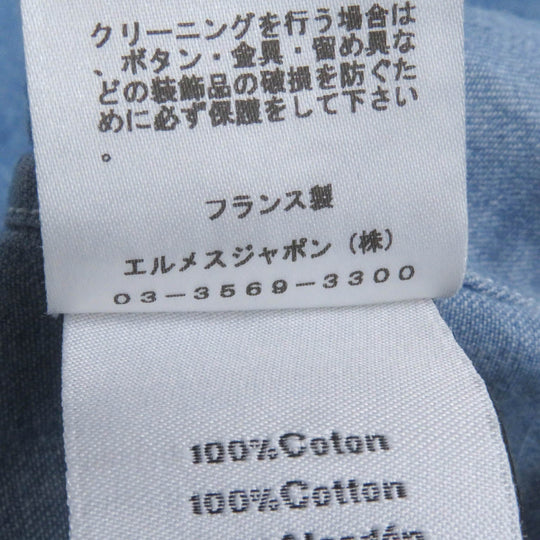 クリーニングを行う場合は
、ボタン・金具・留め具な
どの装飾品の破損を防ぐた
めに必ず保護をして下さい
。
フランス製
エルメスジャポン（株）
03-3569-3300
100%Coton
100%Cotton
Algodón